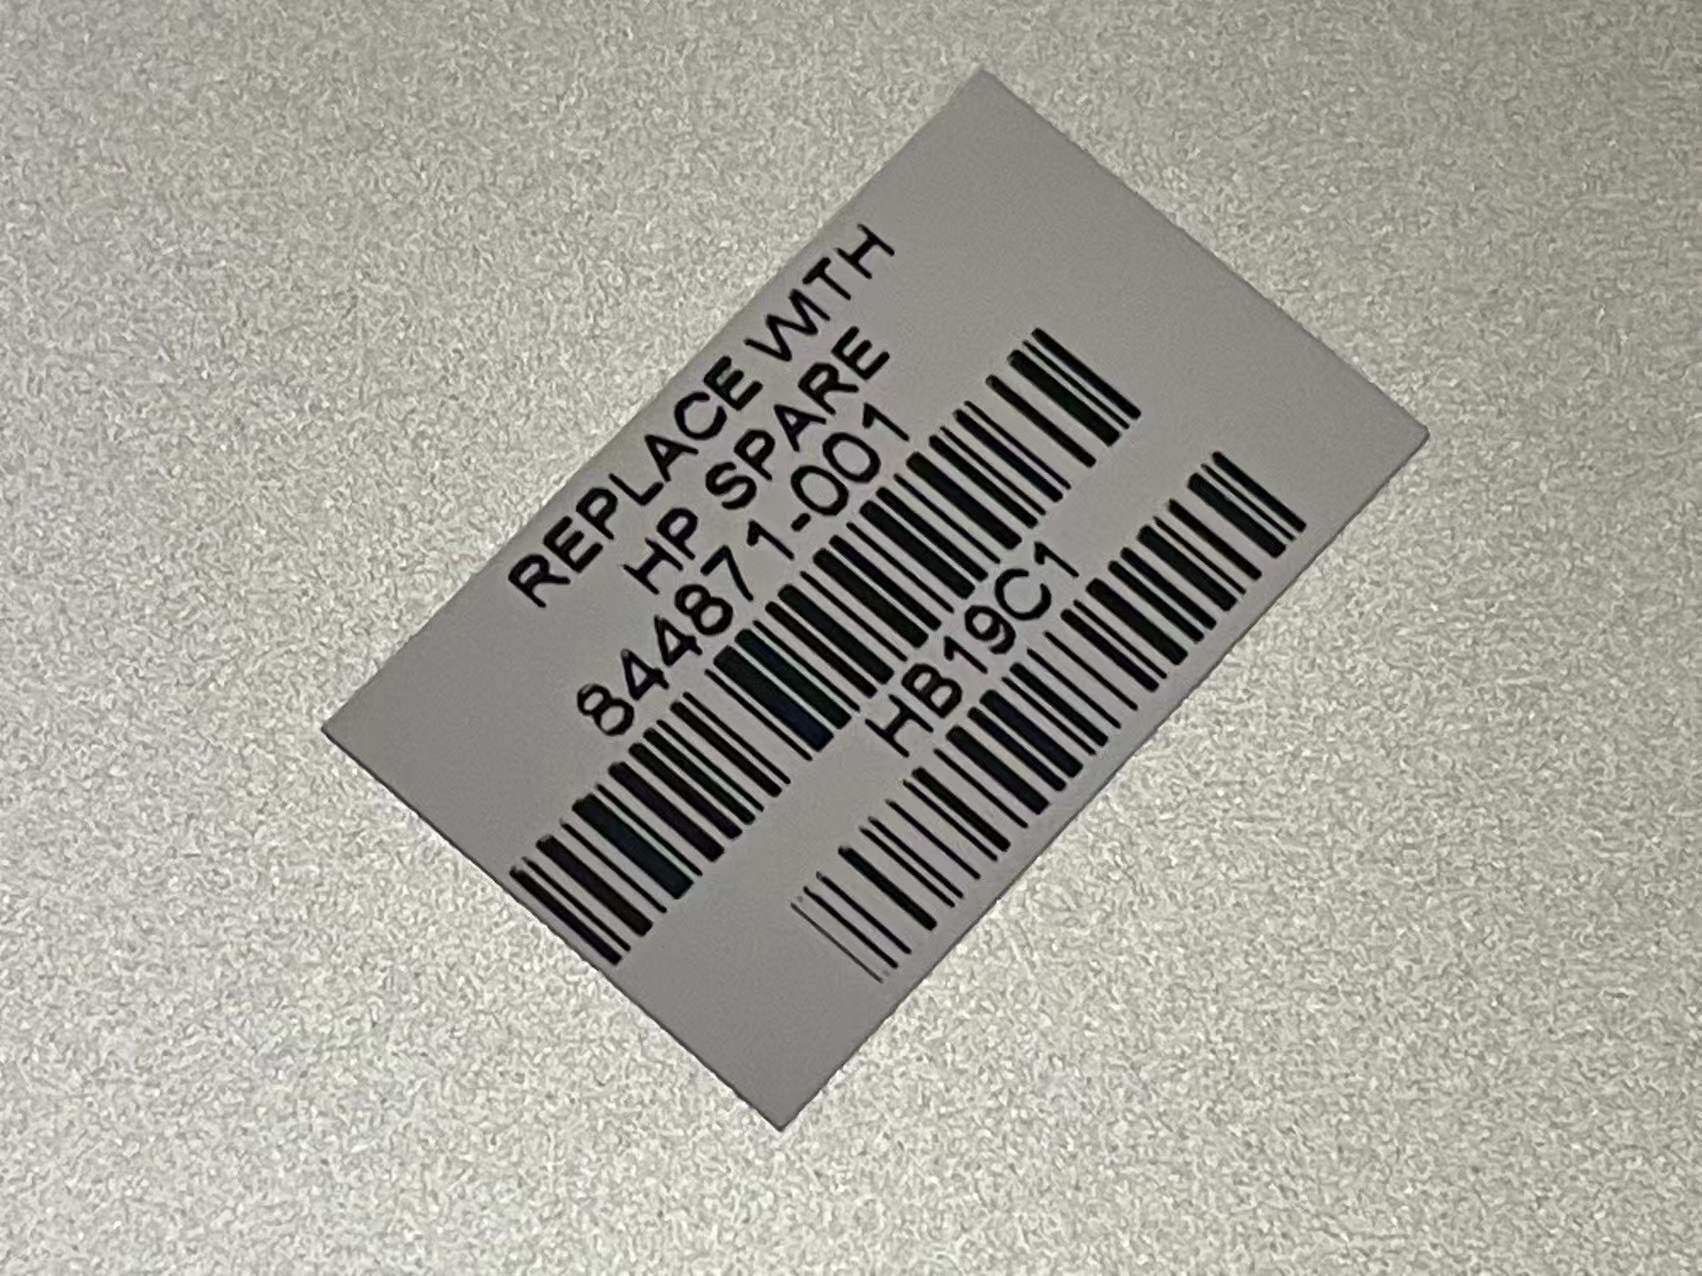 REPLACE WITH
HP SPARE
844871-001
HB19C1